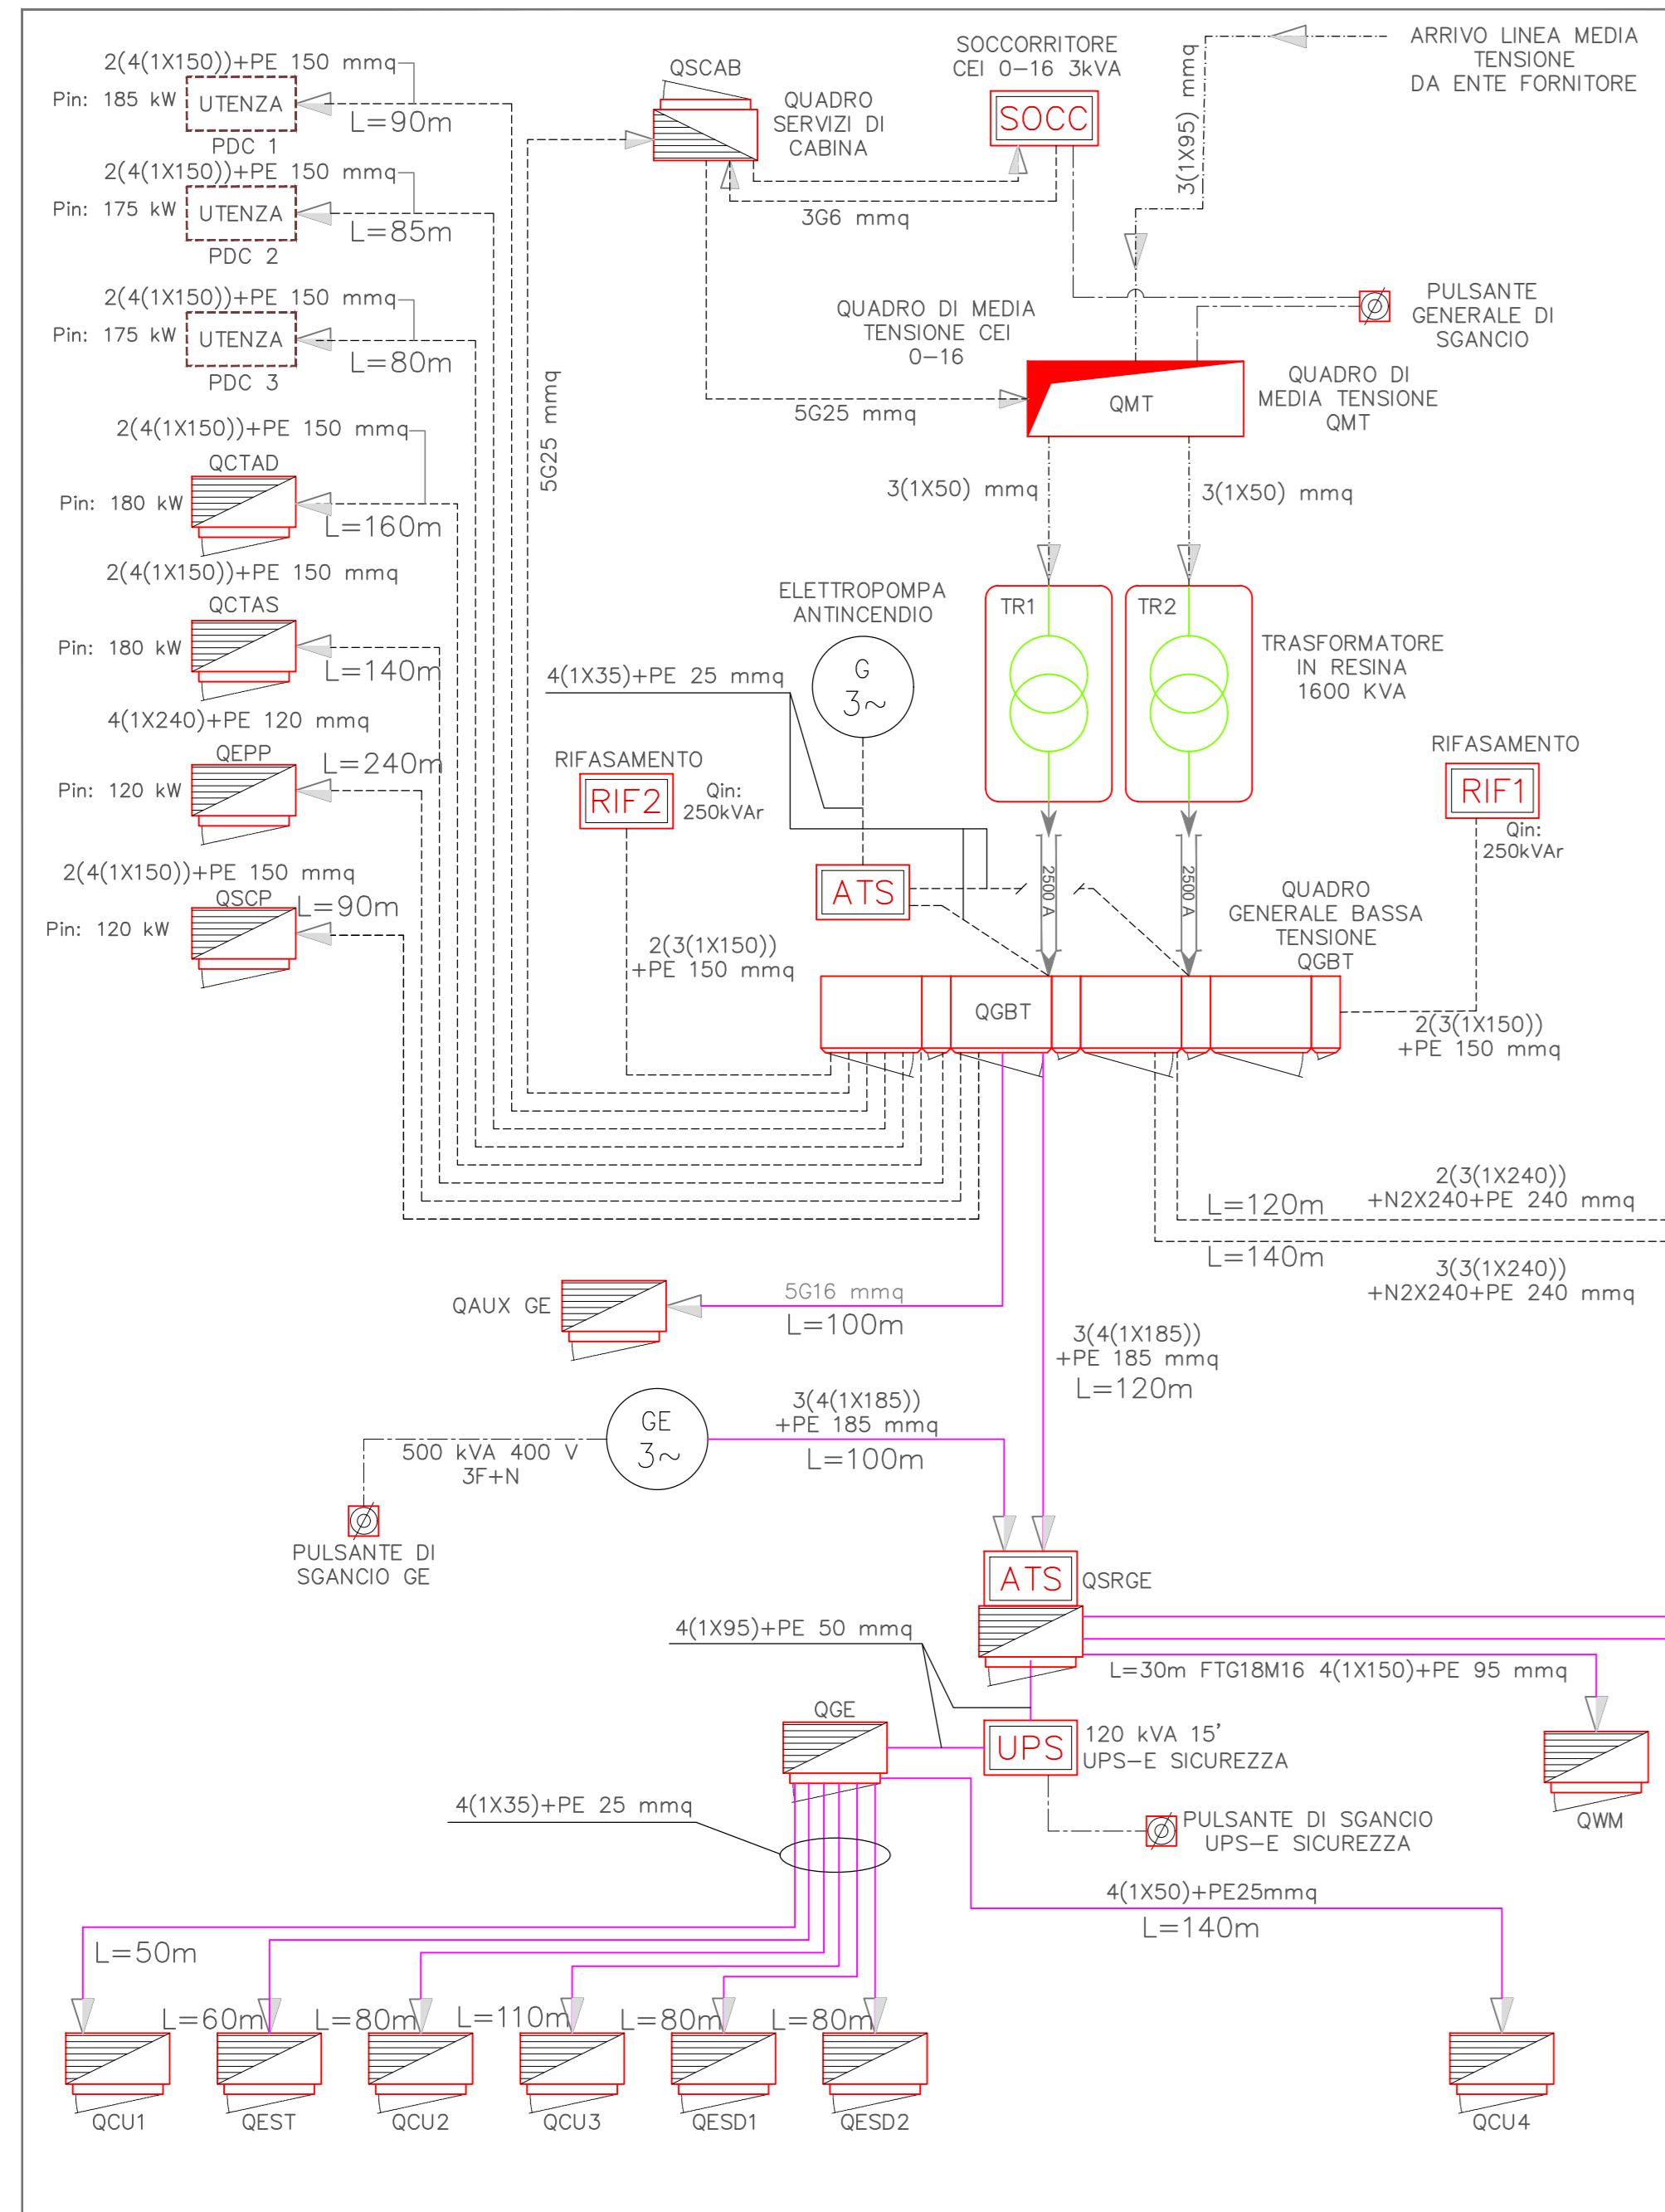 ARRIVO LINEA MEDIA
TENSIONE
DA ENTE FORNITORE
3(1X95) mmq
SOCCORRITORE
CEI 0-16 3kVA
SOCC
QSCAB
QUADRO
SERVIZI DI
CABINA
3G6 mmq
2(4(1X150))+PE 150 mmq
Pin: 185 kW
UTENZA
L=90m
PDC 1
2(4(1X150))+PE 150 mmq
Pin: 175 kW
UTENZA
L=85m
PDC 2
2(4(1X150))+PE 150 mmq
Pin: 175 kW
UTENZA
L=80m
PDC 3
QUADRO DI MEDIA
TENSIONE CEI
0-16
PULSANTE
GENERALE DI
SGANCIO
QMT
QUADRO DI
MEDIA TENSIONE
QMT
5G25 mmq
5G25 mmq
2(4(1X150))+PE 150 mmq
QCTAD
Pin: 180 kW
L=160m
3(1X50) mmq
3(1X50) mmq
2(4(1X150))+PE 150 mmq
QCTAS
Pin: 180 kW
L=140m
ELETTROPOMPA
ANTINCENDIO
G
3~
4(1X35)+PE 25 mmq
TR1
TR2
TRASFORMATORE
IN RESINA
1600 KVA
4(1X240)+PE 120 mmq
QEPP
L=240m
Pin: 120 kW
RIFASAMENTO
RIF2
Qin:
250kVAr
RIFASAMENTO
RIF1
Qin:
250kVAr
2(4(1X150))+PE 150 mmq
QSCP
L=90m
Pin: 120 kW
ATS
2500 A
2500 A
QUADRO
GENERALE BASSA
TENSIONE
QGBT
2(3(1X150))
+PE 150 mmq
QGBT
2(3(1X150))
+PE 150 mmq
L=120m
2(3(1X240))
+N2X240+PE 240 mmq
L=140m
3(3(1X240))
+N2X240+PE 240 mmq
QAUX GE
5G16 mmq
L=100m
3(4(1X185))
+PE 185 mmq
L=120m
GE
3~
3(4(1X185))
+PE 185 mmq
L=100m
500 kVA 400 V
3F+N
PULSANTE DI
SGANCIO GE
ATS
QSRGE
4(1X95)+PE 50 mmq
L=30m FTG18M16 4(1X150)+PE 95 mmq
QGE
UPS
120 kVA 15'
UPS-E SICUREZZA
QWM
4(1X35)+PE 25 mmq
PULSANTE DI SGANCIO
UPS-E SICUREZZA
4(1X50)+PE25mmq
L=140m
L=50m
L=60m
L=80m
L=110m
L=80m
L=80m
QCU1
QEST
QCU2
QCU3
QESD1
QESD2
QCU4